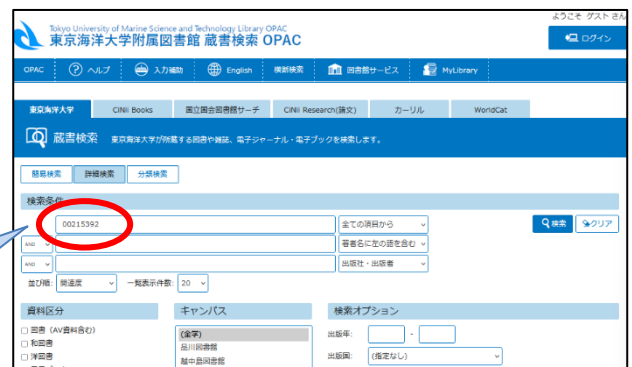 ようこそ ゲスト さん
Tokyo University of Marine Science and Technology Library OPAC
東京海洋大学附属図書館 蔵書検索 OPAC
ログイン
OPAC ヘルプ 入力補助 English 横断検索 図書館サービス MyLibrary
東京海洋大学 CiNii Books 国立国会図書館サーチ CiNii Research(論文) カーリル WorldCat
蔵書検索 東京海洋大学が所蔵する図書や雑誌、電子ジャーナル・電子ブックを検索します。
簡易検索 詳細検索 分類検索
検索条件
00215392 全ての項目から 検索 クリア
AND 著者名に左の語を含む
AND 出版社・出版者
並び順: 関連度 一覧表示件数: 20
資料区分 キャンパス 検索オプション
図書（AV資料含む） (全学) 出版年: -
和図書 品川図書館
洋図書 越中島図書館 出版国: (指定なし)